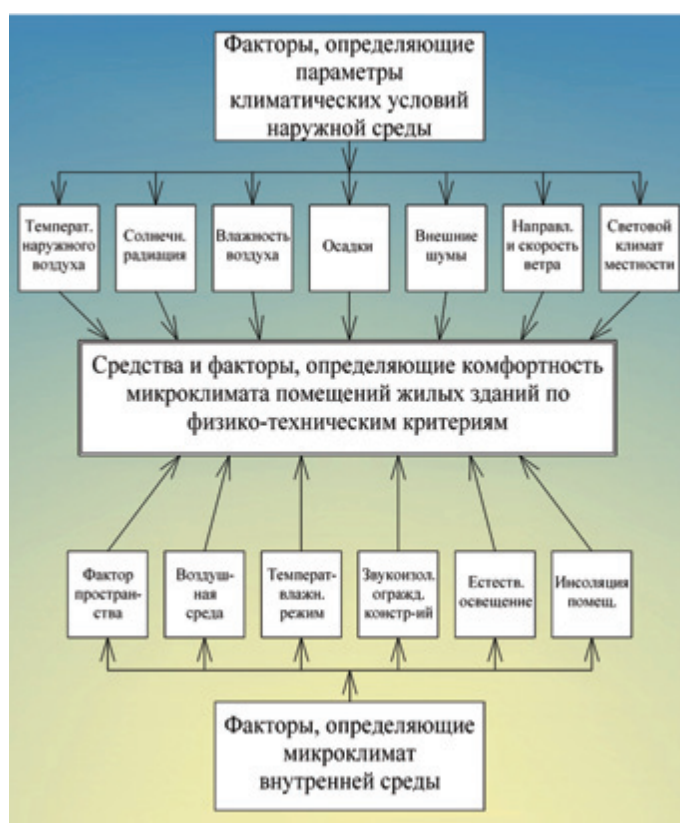 Факторы, определяющие
параметры
климатических условий
наружной среды
Температ.
наружного
воздуха
Солнечн.
радиация
Влажность
воздуха
Осадки
Внешние
шумы
Направл.
и скорость
ветра
Световой
климат
местности
Средства и факторы, определяющие комфортность
микроклимата помещений жилых зданий по
физико-техническим критериям
Фактор
простран-
ства
Воздуш-
ная
среда
Температ-
влажн.
режим
Звукоизол.
огражд.
констр-ий
Естеств.
освещение
Инсоляция
помещ.
Факторы, определяющие
микроклимат
внутренней среды